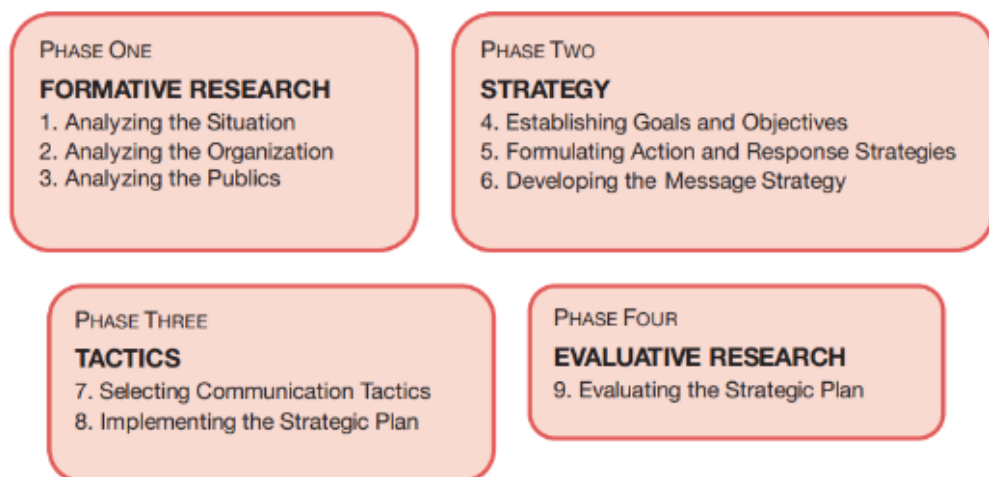 PHASE ONE
FORMATIVE RESEARCH
1. Analyzing the Situation
2. Analyzing the Organization
3. Analyzing the Publics
PHASE TWO
STRATEGY
4. Establishing Goals and Objectives
5. Formulating Action and Response Strategies
6. Developing the Message Strategy
PHASE THREE
TACTICS
7. Selecting Communication Tactics
8. Implementing the Strategic Plan
PHASE FOUR
EVALUATIVE RESEARCH
9. Evaluating the Strategic Plan